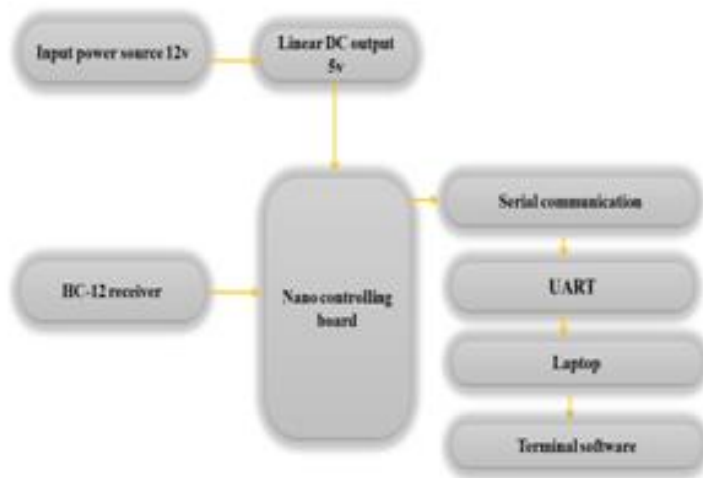 Input power source 12v
Linear DC output
5v
Serial communication
HC-12 receiver
Nano controlling
board
UART
Laptop
Terminal software